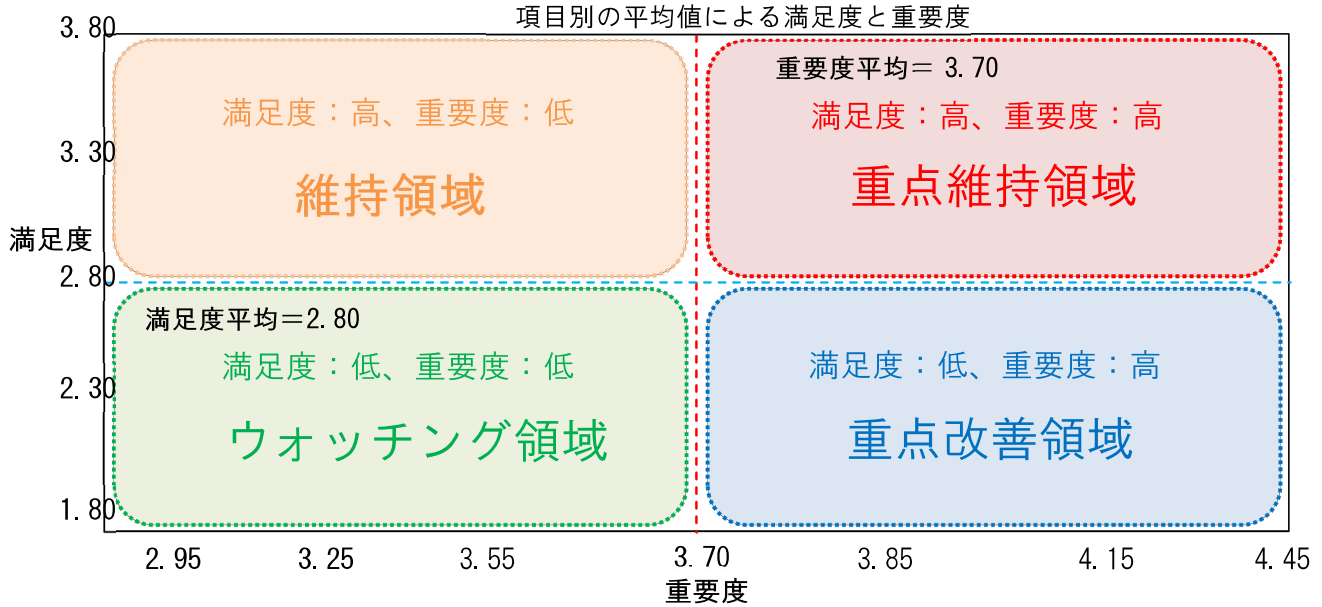 項目別の平均値による満足度と重要度
3.80
重要度平均= 3.70
満足度：高、重要度：低
満足度：高、重要度：高
3.30
維持領域
重点維持領域
満足度
2.80
満足度平均=2.80
満足度：低、重要度：低
満足度：低、重要度：高
2.30
ウォッチング領域
重点改善領域
1.80
2.95 3.25 3.55 3.70 3.85 4.15 4.45
重要度